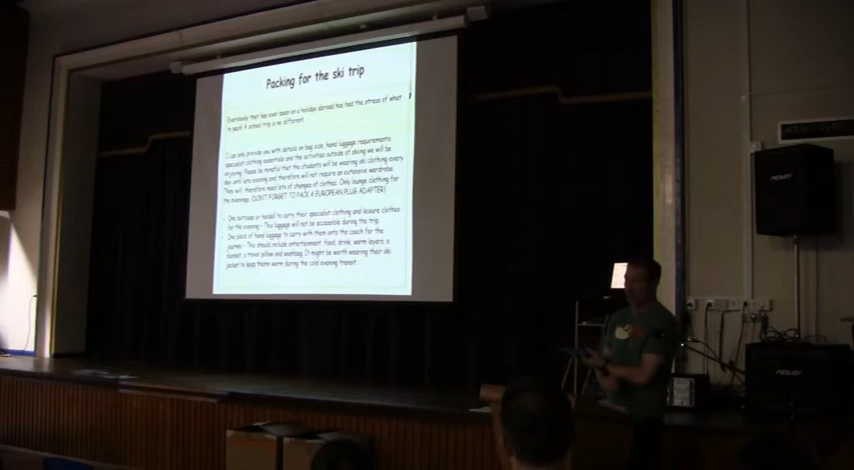 Packing for the ski trip
Everybody that has ever been on a holiday abroad has had the stress of what
to pack! A school trip is no different.
I can only provide you with details on bag size, hand luggage requirements,
specialist clothing essentials and the activities outside of skiing we will be
enjoying. Please be mindful that the students will be wearing ski clothing every
day until late evening and therefore will not require an extensive wardrobe.
They will therefore need lots of changes of clothes. Only lounge clothing for
the evenings. (DON'T FORGET TO PACK A EUROPEAN PLUG ADAPTER)
One suitcase or holdall to carry their specialist clothing and leisure clothes
for the evening - This luggage will not be accessible during the trip.
One piece of hand luggage to carry with them onto the coach for the
journey - This should include entertainment, food, drink, warm layers, a
blanket, a travel pillow and washbag. It might be worth wearing their ski
jacket to keep them warm during the cold evening transit.
PEAVEY
PEAVEY